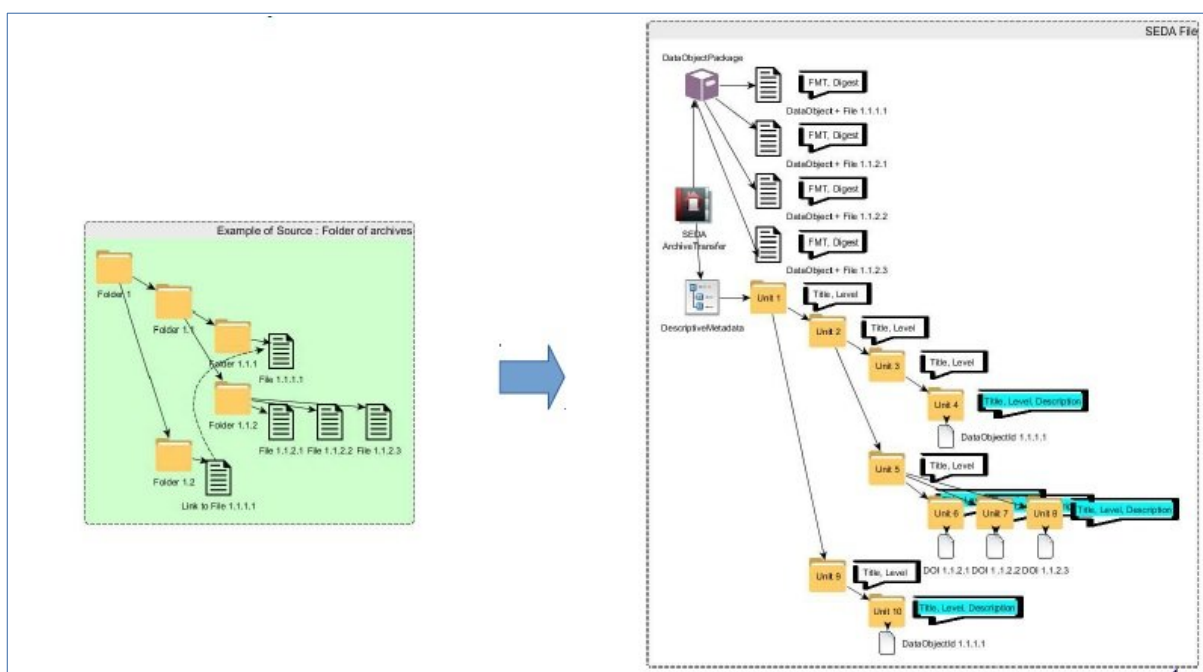 Example of Source : Folder of archives
Folder 1
Folder 1.1
Folder 1.1.1
File 1.1.1.1
Folder 1.1.2
File 1.1.2.1 File 1.1.2.2 File 1.1.2.3
Folder 1.2
Link to File 1.1.1.1
SEDA File
DataObjectPackage
FMT, Digest
DataObject + File 1.1.1.1
FMT, Digest
DataObject + File 1.1.2.1
FMT, Digest
DataObject + File 1.1.2.2
SEDA
ArchiveTransfer
FMT, Digest
DataObject + File 1.1.2.3
DescriptiveMetadata
Unit 1
Title, Level
Unit 2
Title, Level
Unit 3
Title, Level
Unit 4
Title, Level, Description
DataObjectId 1.1.1.1
Unit 5
Title, Level
Unit 6
Unit 7
Unit 8
Title, Level, Description
DOI 1.1.2.1 DOI 1.1.2.2 DOI 1.1.2.3
Unit 9
Title, Level
Unit 10
Title, Level, Description
DataObjectId 1.1.1.1